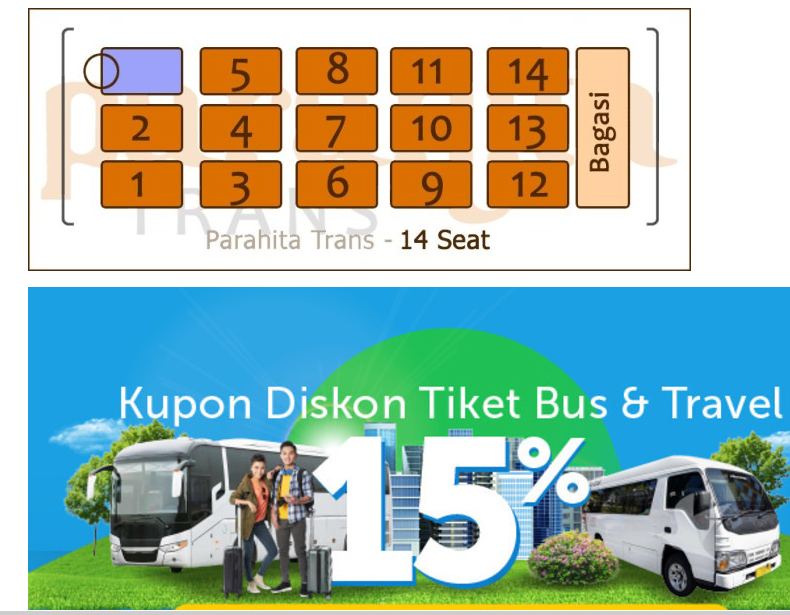 5 8 11 14
2 4 7 10 13
1 3 6 9 12
Bagasi
TRANS
Parahita Trans - 14 Seat
Kupon Diskon Tiket Bus & Travel
15%